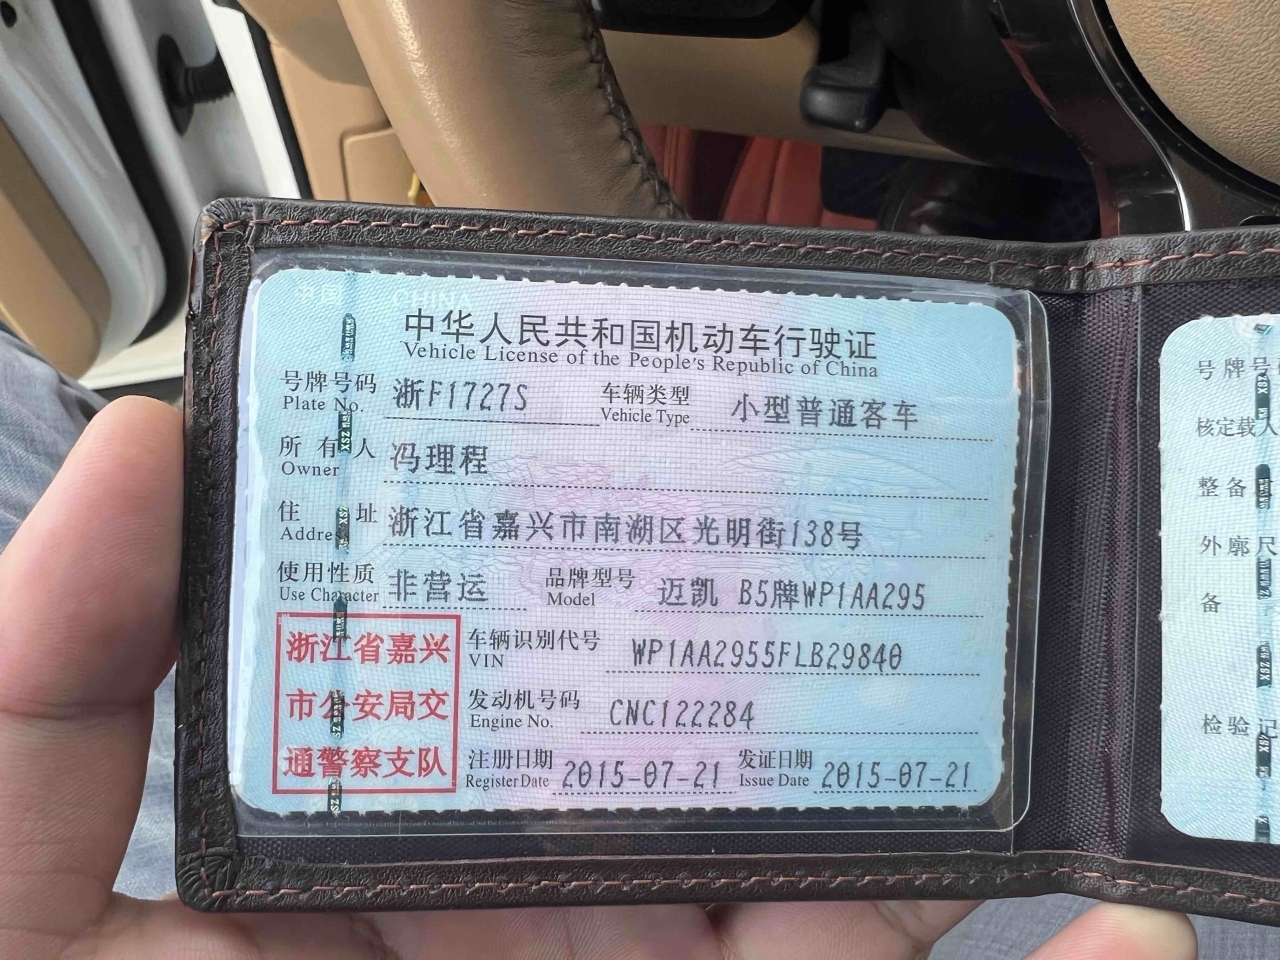 中国 CHINA
中华人民共和国机动车行驶证
Vehicle License of the People's Republic of China
号牌号码 浙F1727S 车辆类型 小型普通客车
Plate No. Vehicle Type
所有人 冯理程
Owner
住址 浙江省嘉兴市南湖区光明街138号
Address
使用性质 非营运 品牌型号 迈凯 B5牌WP1AA295
Use Character Model
浙江省嘉兴
市公安局交
通警察支队
车辆识别代号 WP1AA2955FLB29840
VIN
发动机号码 CNC122284
Engine No.
注册日期 2015-07-21 发证日期 2015-07-21
Register Date Issue Date
号牌号
核定载人
整备
外廓尺
备
检验记